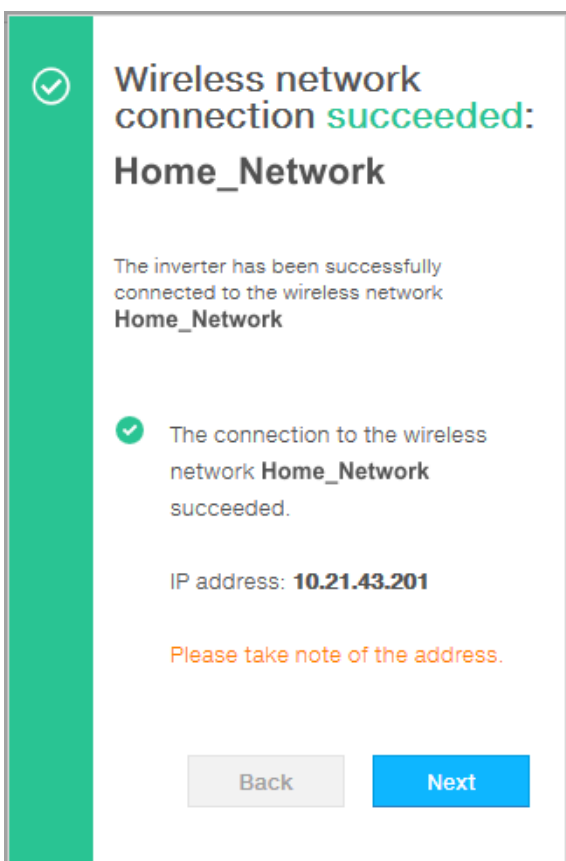 Wireless network
connection succeeded:
Home_Network
The inverter has been successfully
connected to the wireless network
Home_Network
The connection to the wireless
network Home_Network
succeeded.
IP address: 10.21.43.201
Please take note of the address.
Back
Next